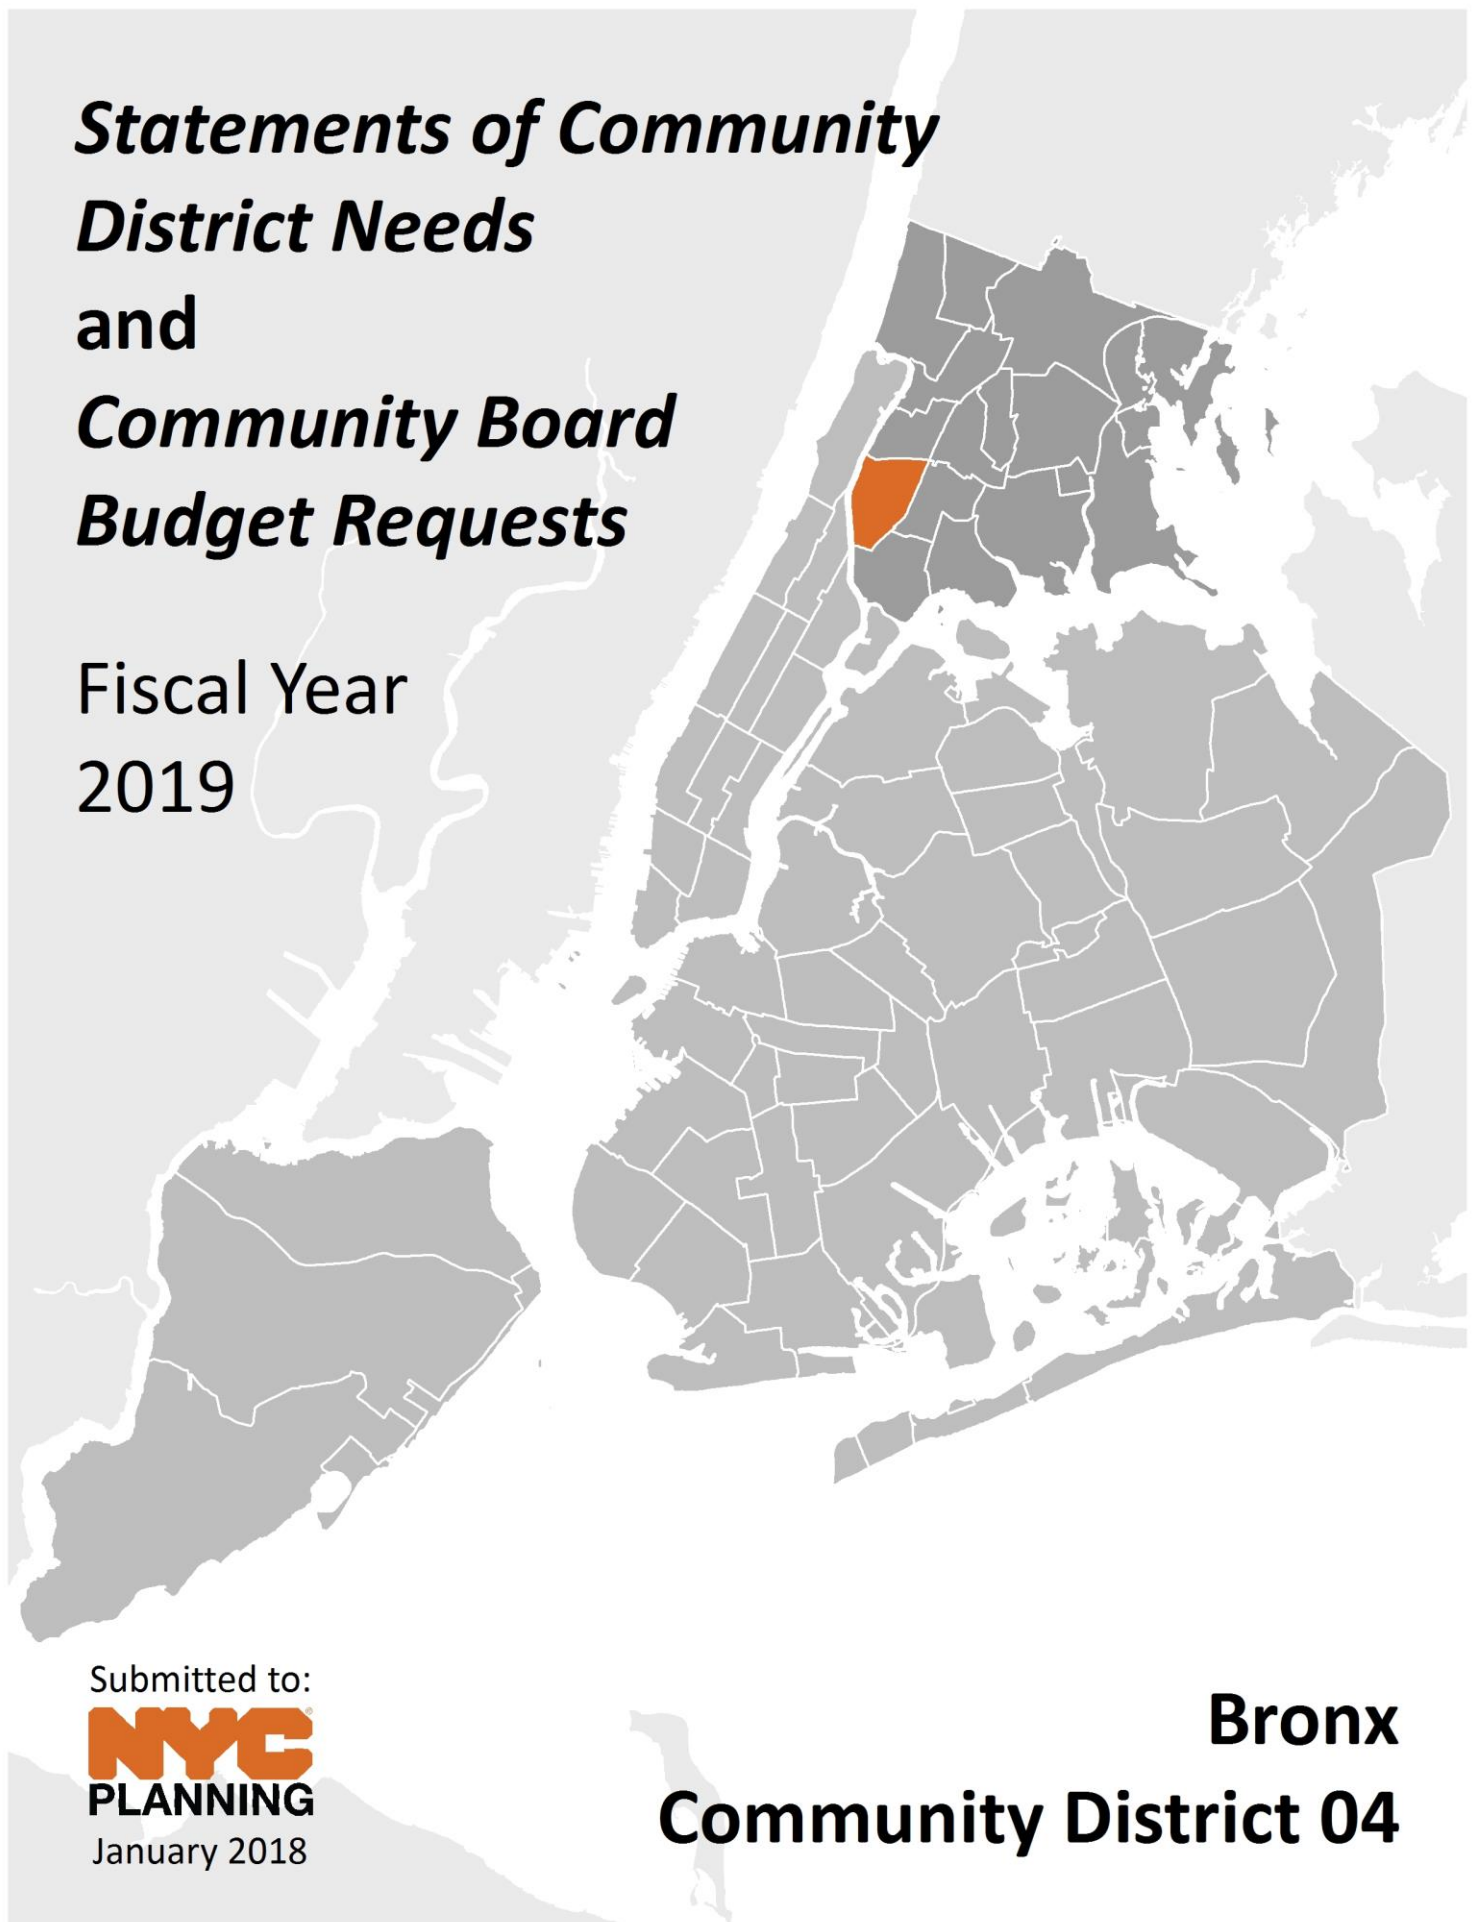 Statements of Community
District Needs
and
Community Board
Budget Requests
Fiscal Year
2019
Submitted to:
NYC
PLANNING
January 2018
Bronx
Community District 04